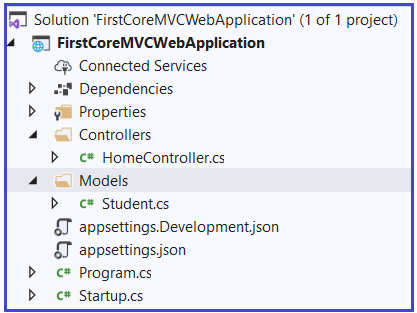 Solution 'FirstCoreMVCWebApplication' (1 of 1 project)
FirstCoreMVCWebApplication
Connected Services
Dependencies
Properties
Controllers
C# HomeController.cs
Models
C# Student.cs
appsettings.Development.json
appsettings.json
C# Program.cs
C# Startup.cs